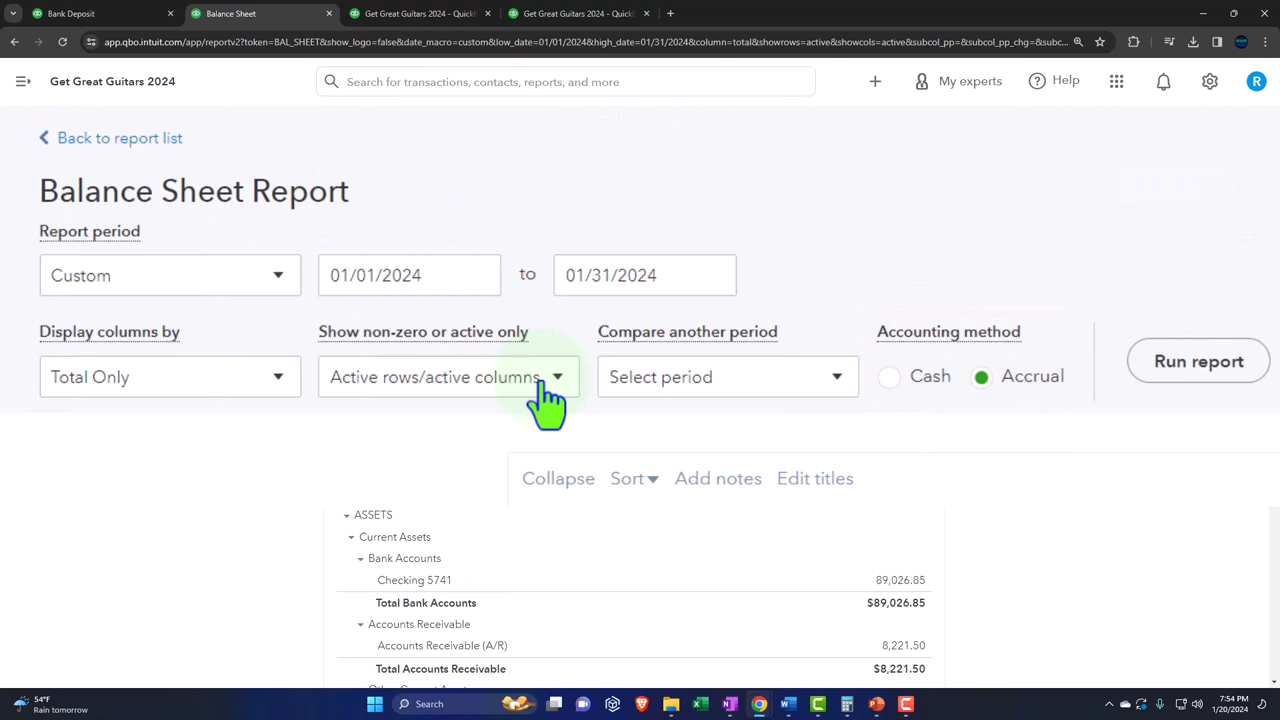 Bank Deposit
Balance Sheet
Get Great Guitars 2024 - Quickl
Get Great Guitars 2024 - Quickl
app.qbo.intuit.com/app/reportv2?token=BAL_SHEET&show_logo=false&date_macro=custom&low_date=01/01/2024&high_date=01/31/2024&column=total&showrows=active&showcols=active&subcol_pp=&subcol_pp_chg=&subc...
Get Great Guitars 2024
Search for transactions, contacts, reports, and more
My experts
Help
R
Back to report list
Balance Sheet Report
Report period
Custom
01/01/2024
to
01/31/2024
Display columns by
Show non-zero or active only
Compare another period
Accounting method
Total Only
Active rows/active columns
Select period
Cash
Accrual
Run report
Collapse
Sort
Add notes
Edit titles
ASSETS
Current Assets
Bank Accounts
Checking 5741 89,026.85
Total Bank Accounts $89,026.85
Accounts Receivable
Accounts Receivable (A/R) 8,221.50
Total Accounts Receivable $8,221.50
54°F
Rain tomorrow
Search
7:54 PM
1/20/2024